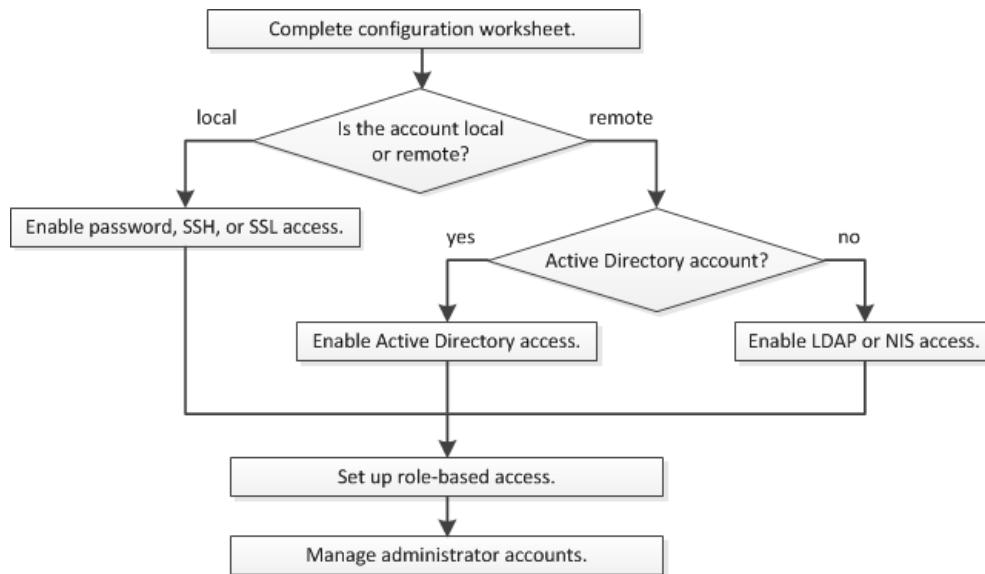 Complete configuration worksheet.
local
remote
Is the account local
or remote?
Enable password, SSH, or SSL access.
yes
no
Active Directory account?
Enable Active Directory access.
Enable LDAP or NIS access.
Set up role-based access.
Manage administrator accounts.